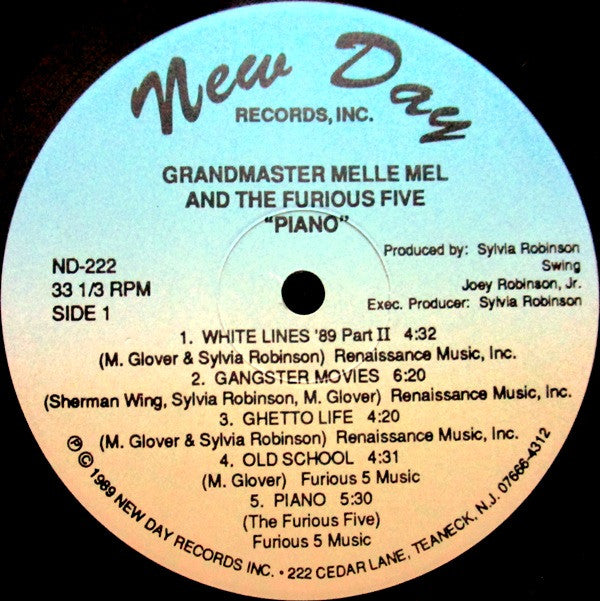 New Day
RECORDS, INC.
GRANDMASTER MELLE MEL
AND THE FURIOUS FIVE
"PIANO"
Produced by: Sylvia Robinson
Swing
Joey Robinson, Jr.
Exec. Producer: Sylvia Robinson
ND-222
33 1/3 RPM
SIDE 1
1. WHITE LINES '89 Part II 4:32
(M. Glover & Sylvia Robinson) Renaissance Music, Inc.
2. GANGSTER MOVIES 6:20
(Sherman Wing, Sylvia Robinson, M. Glover) Renaissance Music, Inc.
3. GHETTO LIFE 4:20
(M. Glover & Sylvia Robinson) Renaissance Music, Inc.
4. OLD SCHOOL 4:31
(M. Glover) Furious 5 Music
5. PIANO 5:30
(The Furious Five)
Furious 5 Music
℗ © 1989 NEW DAY RECORDS INC. • 222 CEDAR LANE, TEANECK, N.J. 07666-4312